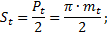 S_t = P_t / 2 = π · m_t / 2 ;